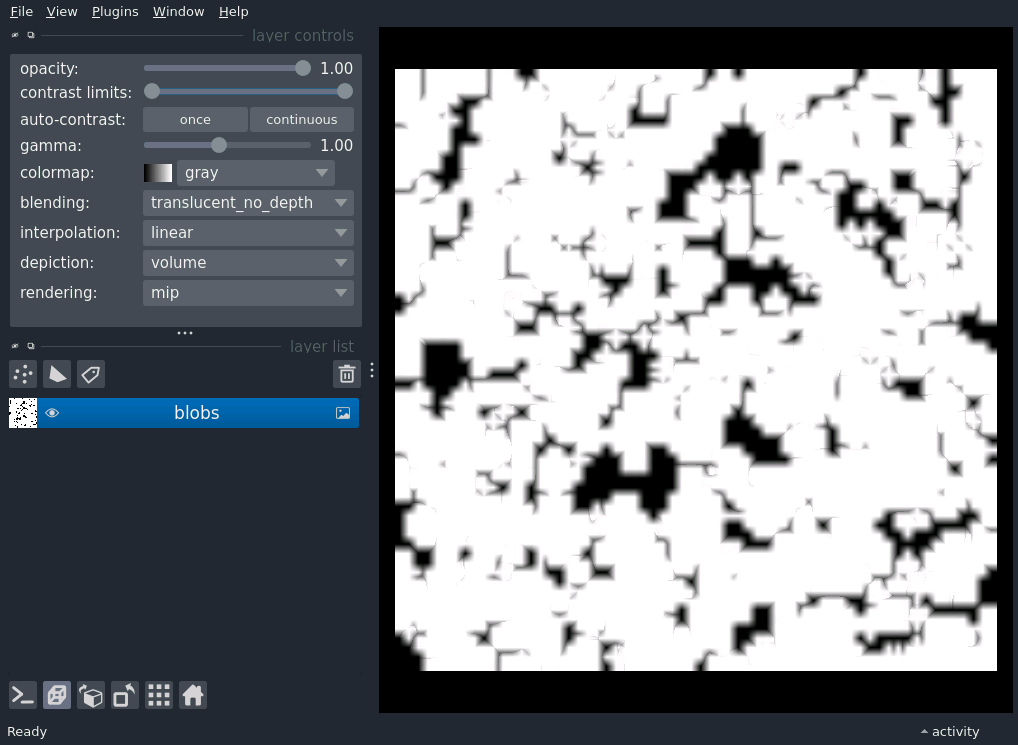 File View Plugins Window Help
layer controls
opacity: 1.00
contrast limits:
auto-contrast: once continuous
gamma: 1.00
colormap: gray
blending: translucent_no_depth
interpolation: linear
depiction: volume
rendering: mip
layer list
blobs
Ready
activity